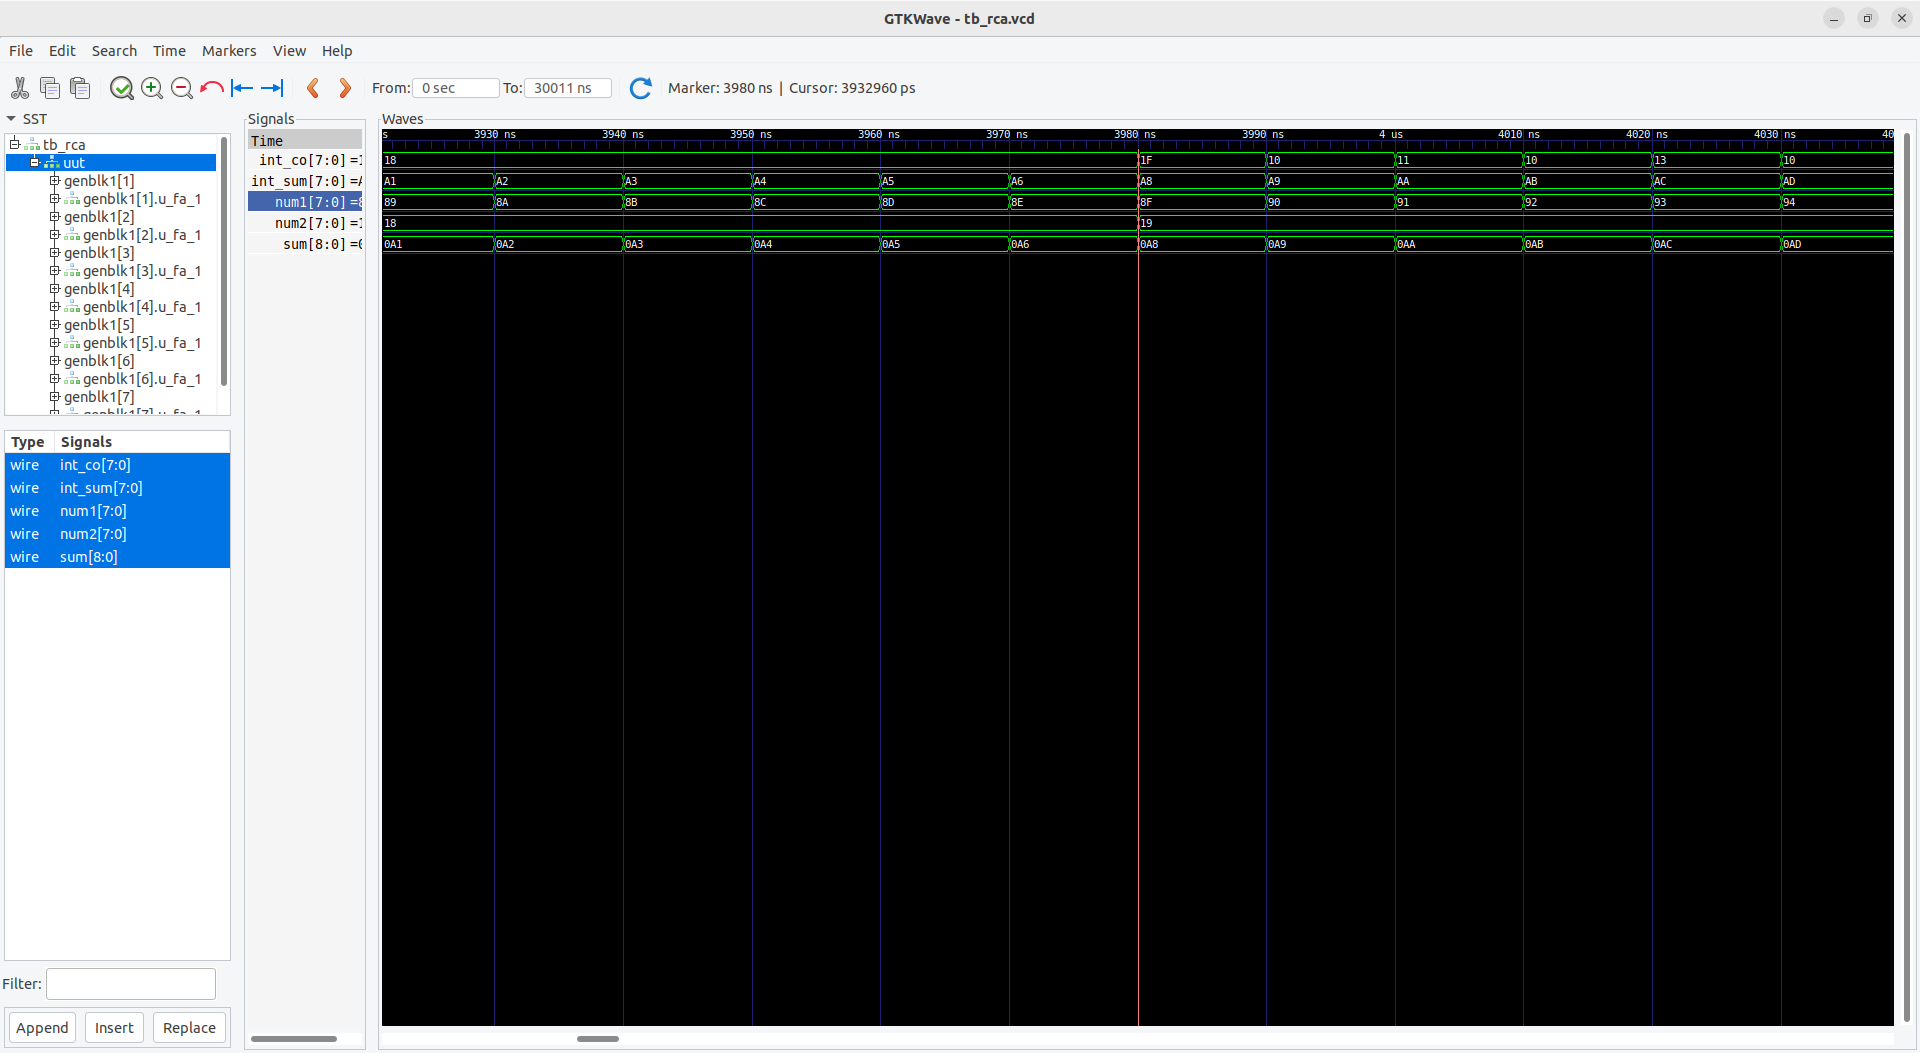 GTKWave - tb_rca.vcd
File Edit Search Time Markers View Help
From: 0 sec To: 30011 ns Marker: 3980 ns | Cursor: 3932960 ps
SST
tb_rca
uut
genblk1[1]
genblk1[1].u_fa_1
genblk1[2]
genblk1[2].u_fa_1
genblk1[3]
genblk1[3].u_fa_1
genblk1[4]
genblk1[4].u_fa_1
genblk1[5]
genblk1[5].u_fa_1
genblk1[6]
genblk1[6].u_fa_1
genblk1[7]
genblk1[7].u_fa_1
Type Signals
wire int_co[7:0]
wire int_sum[7:0]
wire num1[7:0]
wire num2[7:0]
wire sum[8:0]
Filter:
Append Insert Replace
Signals
Time
int_co[7:0] =1
int_sum[7:0] =A
num1[7:0] =8
num2[7:0] =1
sum[8:0] =0
Waves
s 3930 ns 3940 ns 3950 ns 3960 ns 3970 ns 3980 ns 3990 ns 4 us 4010 ns 4020 ns 4030 ns 40
18 1F 10 11 10 13 10
A1 A2 A3 A4 A5 A6 A8 A9 AA AB AC AD
89 8A 8B 8C 8D 8E 8F 90 91 92 93 94
18 19
0A1 0A2 0A3 0A4 0A5 0A6 0A8 0A9 0AA 0AB 0AC 0AD